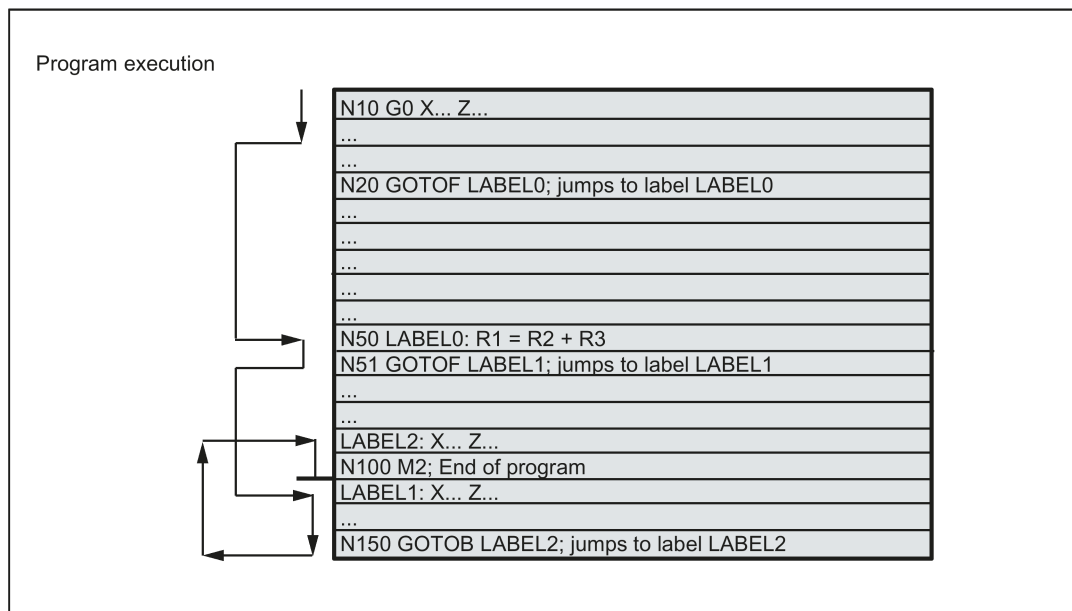 Program execution
N10 G0 X... Z...
...
...
N20 GOTOF LABEL0; jumps to label LABEL0
...
...
...
...
...
N50 LABEL0: R1 = R2 + R3
N51 GOTOF LABEL1; jumps to label LABEL1
...
...
LABEL2: X... Z...
N100 M2; End of program
LABEL1: X... Z...
...
N150 GOTOB LABEL2; jumps to label LABEL2